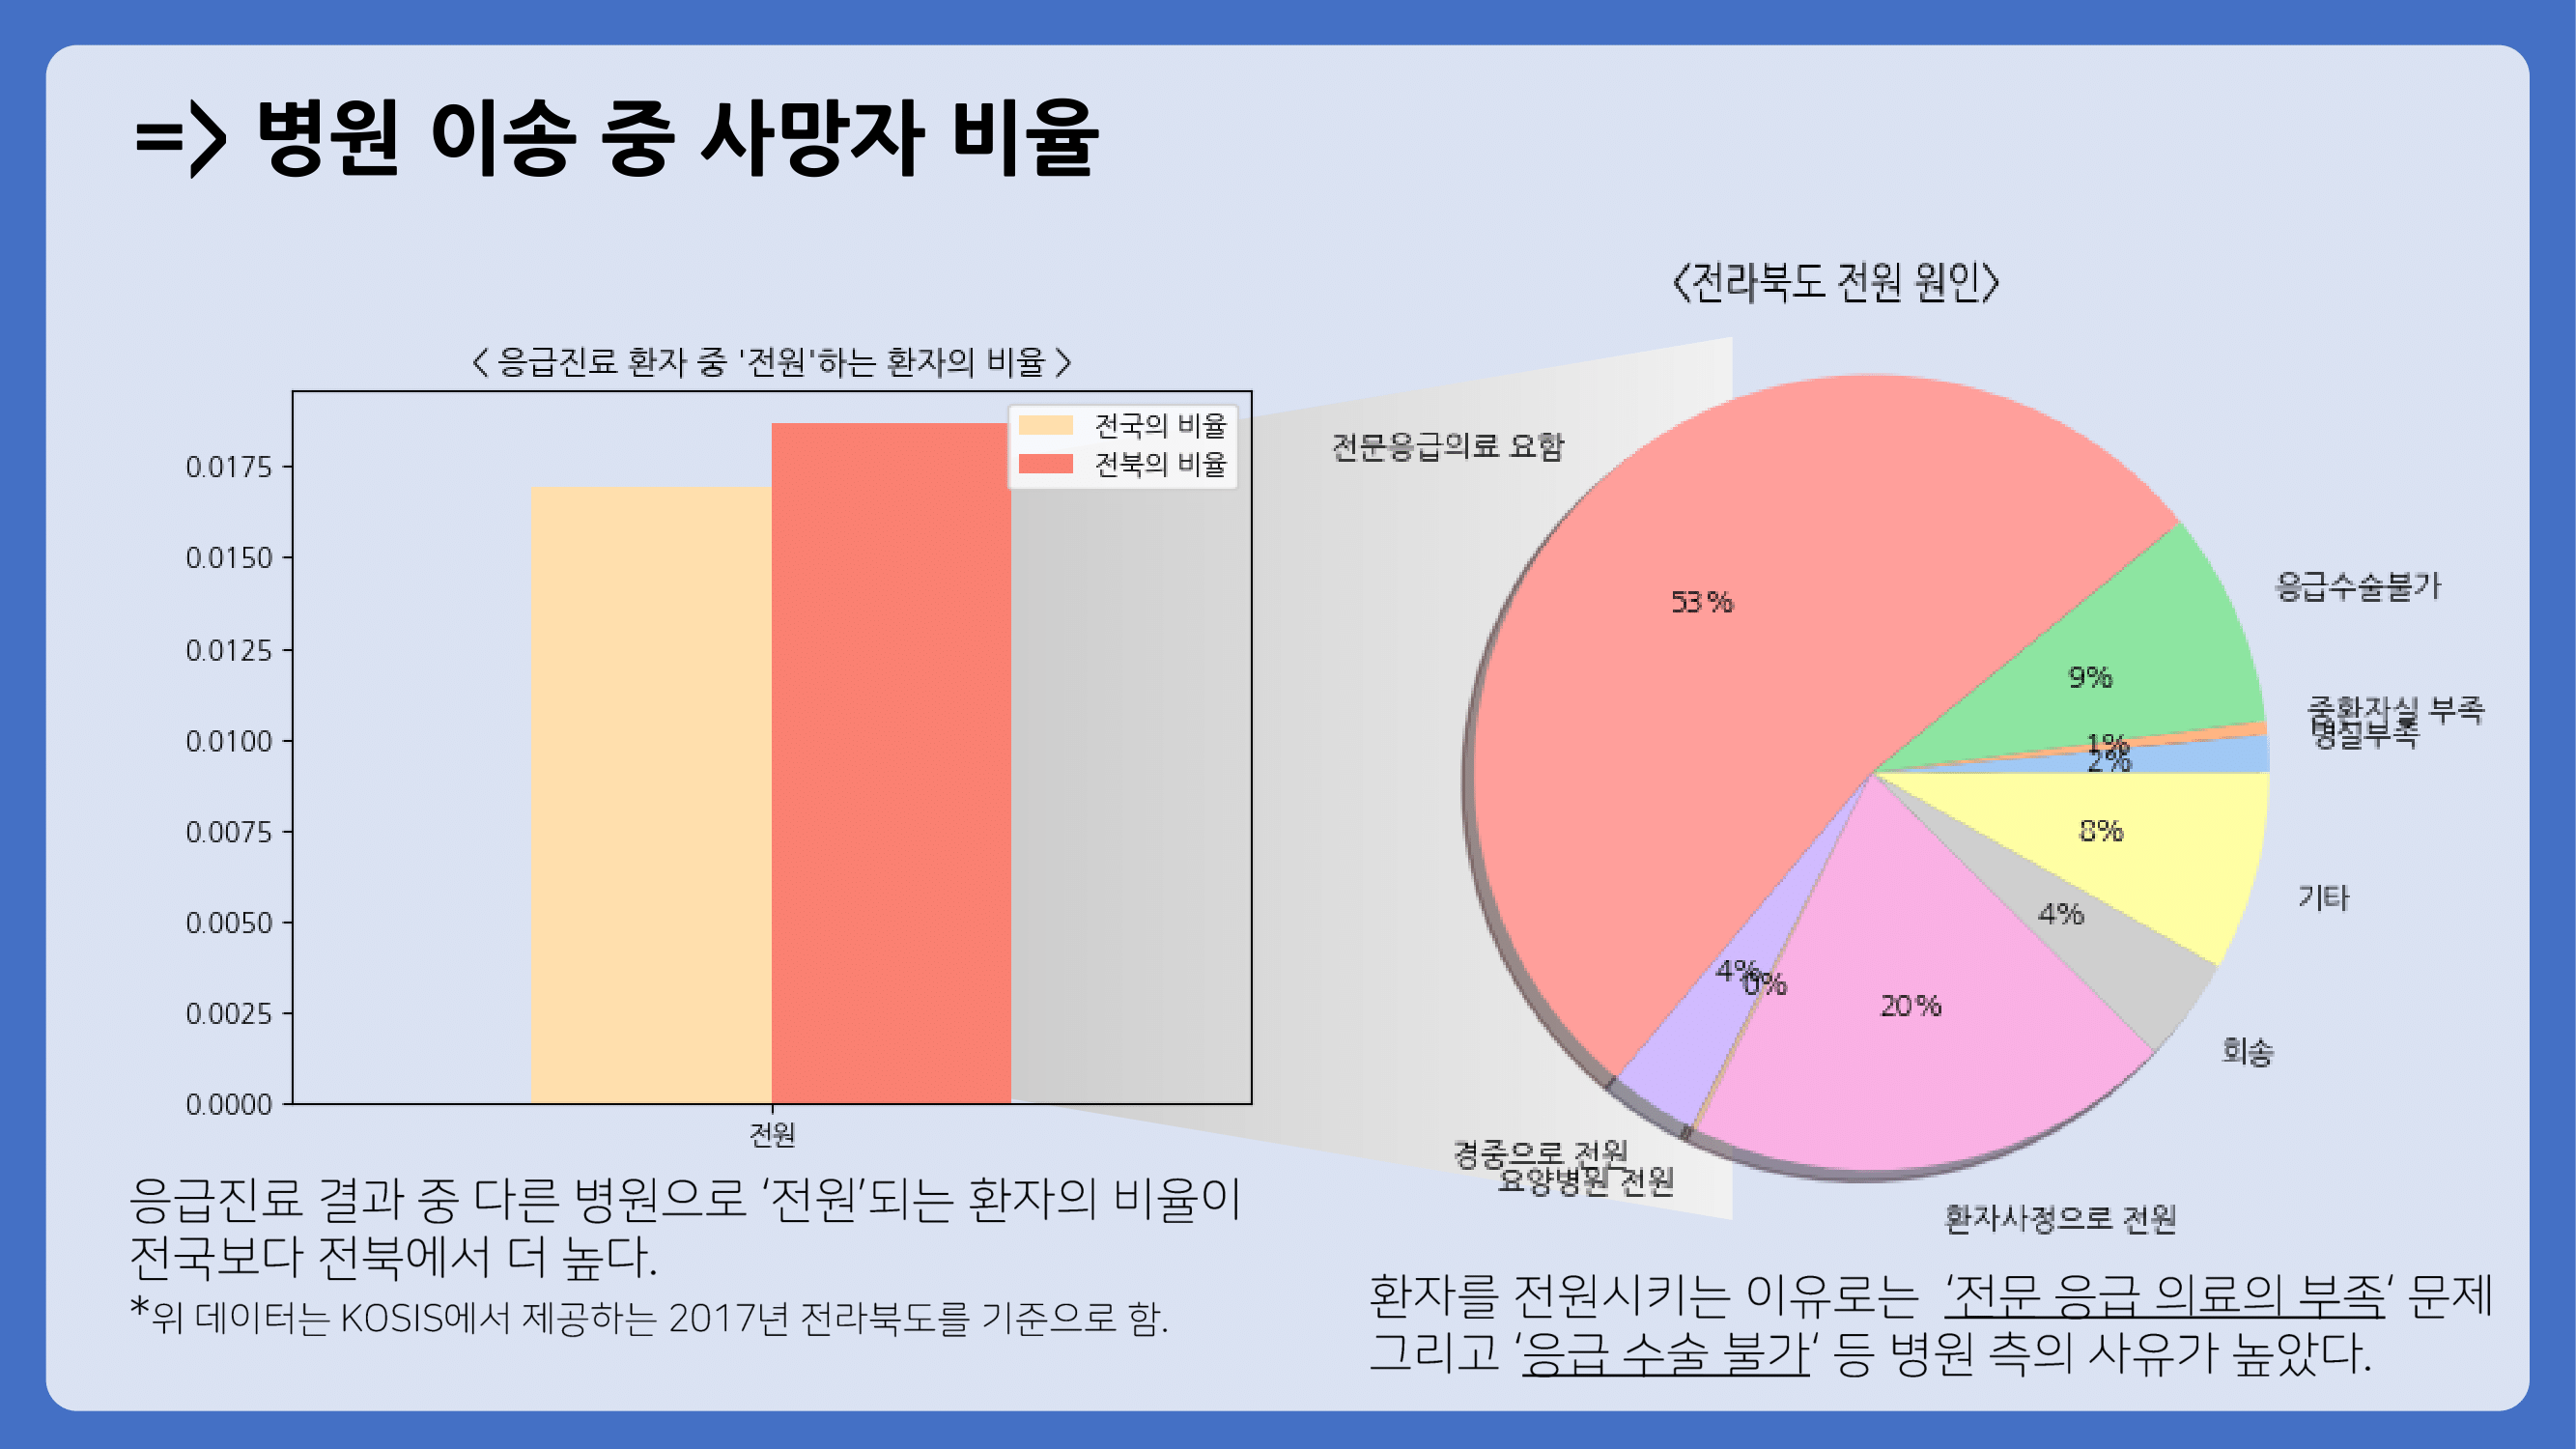 => 병원 이송 중 사망자 비율
< 응급진료 환자 중 '전원'하는 환자의 비율 >
전국의 비율
전북의 비율
0.0175
0.0150
0.0125
0.0100
0.0075
0.0050
0.0025
0.0000
전원
응급진료 결과 중 다른 병원으로 ‘전원’되는 환자의 비율이
전국보다 전북에서 더 높다.
*위 데이터는 KOSIS에서 제공하는 2017년 전라북도를 기준으로 함.
<전라북도 전원 원인>
전문응급의료 요함
53%
응급수술불가
9%
중환자실 부족
1%
병실부족
2%
8%
기타
4%
회송
20%
환자사정으로 전원
4%
0%
경중으로 전원
요양병원 전원
환자를 전원시키는 이유로는 ‘전문 응급 의료의 부족‘ 문제
그리고 ‘응급 수술 불가‘ 등 병원 측의 사유가 높았다.